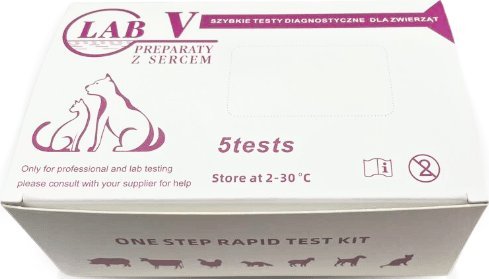 LAB V
SZYBKIE TESTY DIAGNOSTYCZNE DLA ZWIERZĄT
PREPARATY
Z SERCEM
5tests
Only for professional and lab testing
please consult with your supplier for help
Store at 2-30°C
ONE STEP RAPID TEST KIT